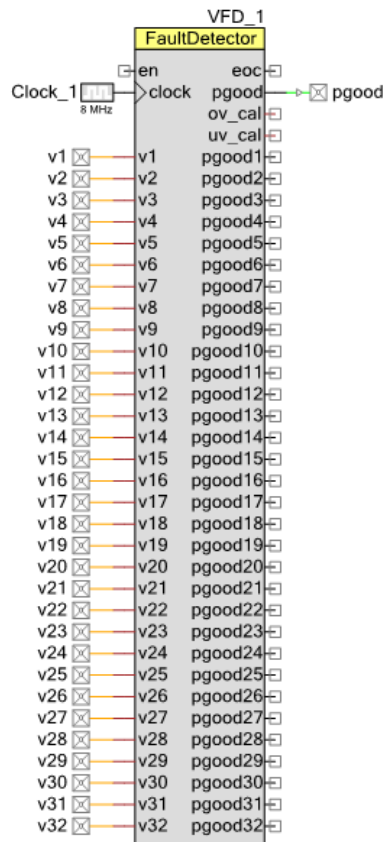 VFD_1
FaultDetector
en eoc
Clock_1 clock pgood pgood
8 MHz
ov_cal
uv_cal
v1 v1 pgood1
v2 v2 pgood2
v3 v3 pgood3
v4 v4 pgood4
v5 v5 pgood5
v6 v6 pgood6
v7 v7 pgood7
v8 v8 pgood8
v9 v9 pgood9
v10 v10 pgood10
v11 v11 pgood11
v12 v12 pgood12
v13 v13 pgood13
v14 v14 pgood14
v15 v15 pgood15
v16 v16 pgood16
v17 v17 pgood17
v18 v18 pgood18
v19 v19 pgood19
v20 v20 pgood20
v21 v21 pgood21
v22 v22 pgood22
v23 v23 pgood23
v24 v24 pgood24
v25 v25 pgood25
v26 v26 pgood26
v27 v27 pgood27
v28 v28 pgood28
v29 v29 pgood29
v30 v30 pgood30
v31 v31 pgood31
v32 v32 pgood32